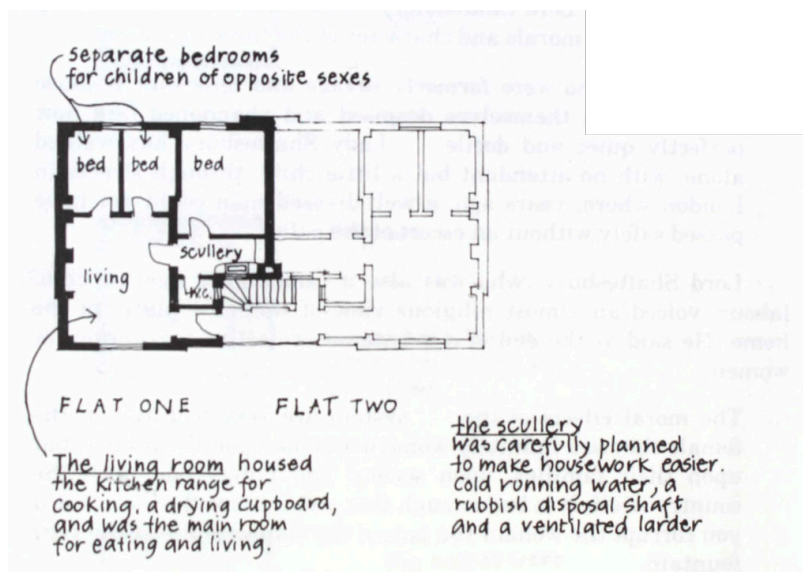 separate bedrooms
for children of opposite sexes
bed bed bed
scullery
living
W.C.
FLAT ONE FLAT TWO
The living room housed
the kitchen range for
cooking, a drying cupboard,
and was the main room
for eating and living.
the scullery
was carefully planned
to make housework easier.
cold running water, a
rubbish disposal shaft
and a ventilated larder.